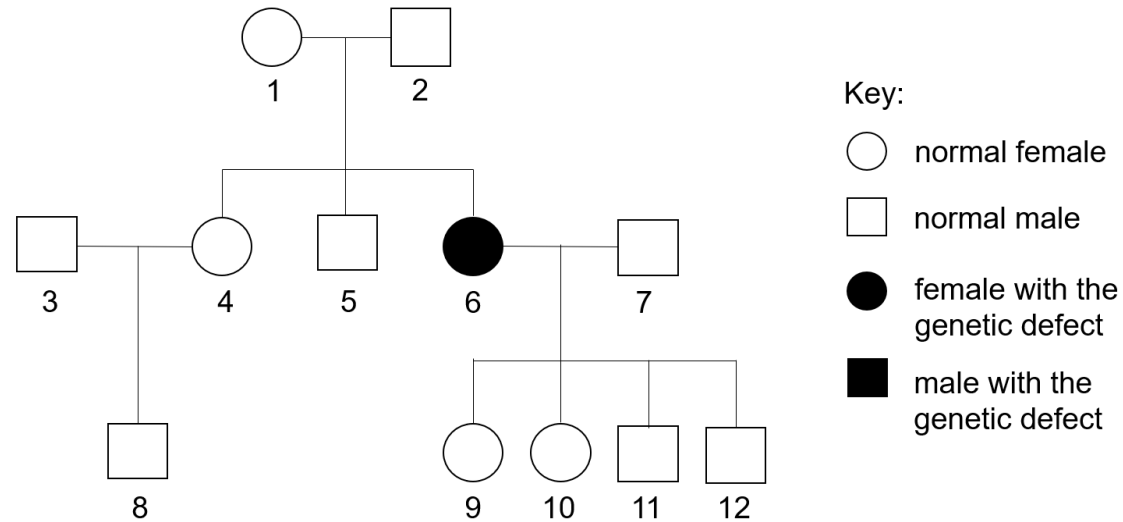 1
2
Key:
normal female
normal male
3
4
5
6
7
female with the
genetic defect
male with the
genetic defect
8
9
10
11
12